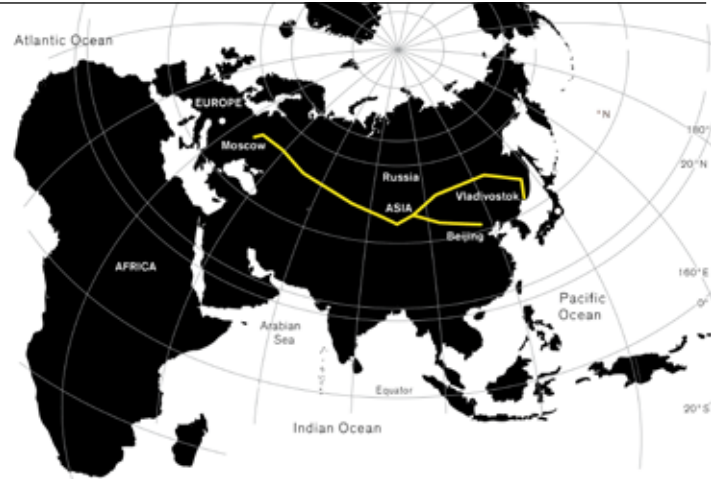 Atlantic Ocean
EUROPE
°N
Moscow
180°
20°N
Russia
Vladivostok
ASIA
Beijing
AFRICA
160°E
0°
Pacific
Ocean
Arabian
Sea
Equator
20°S
Indian Ocean